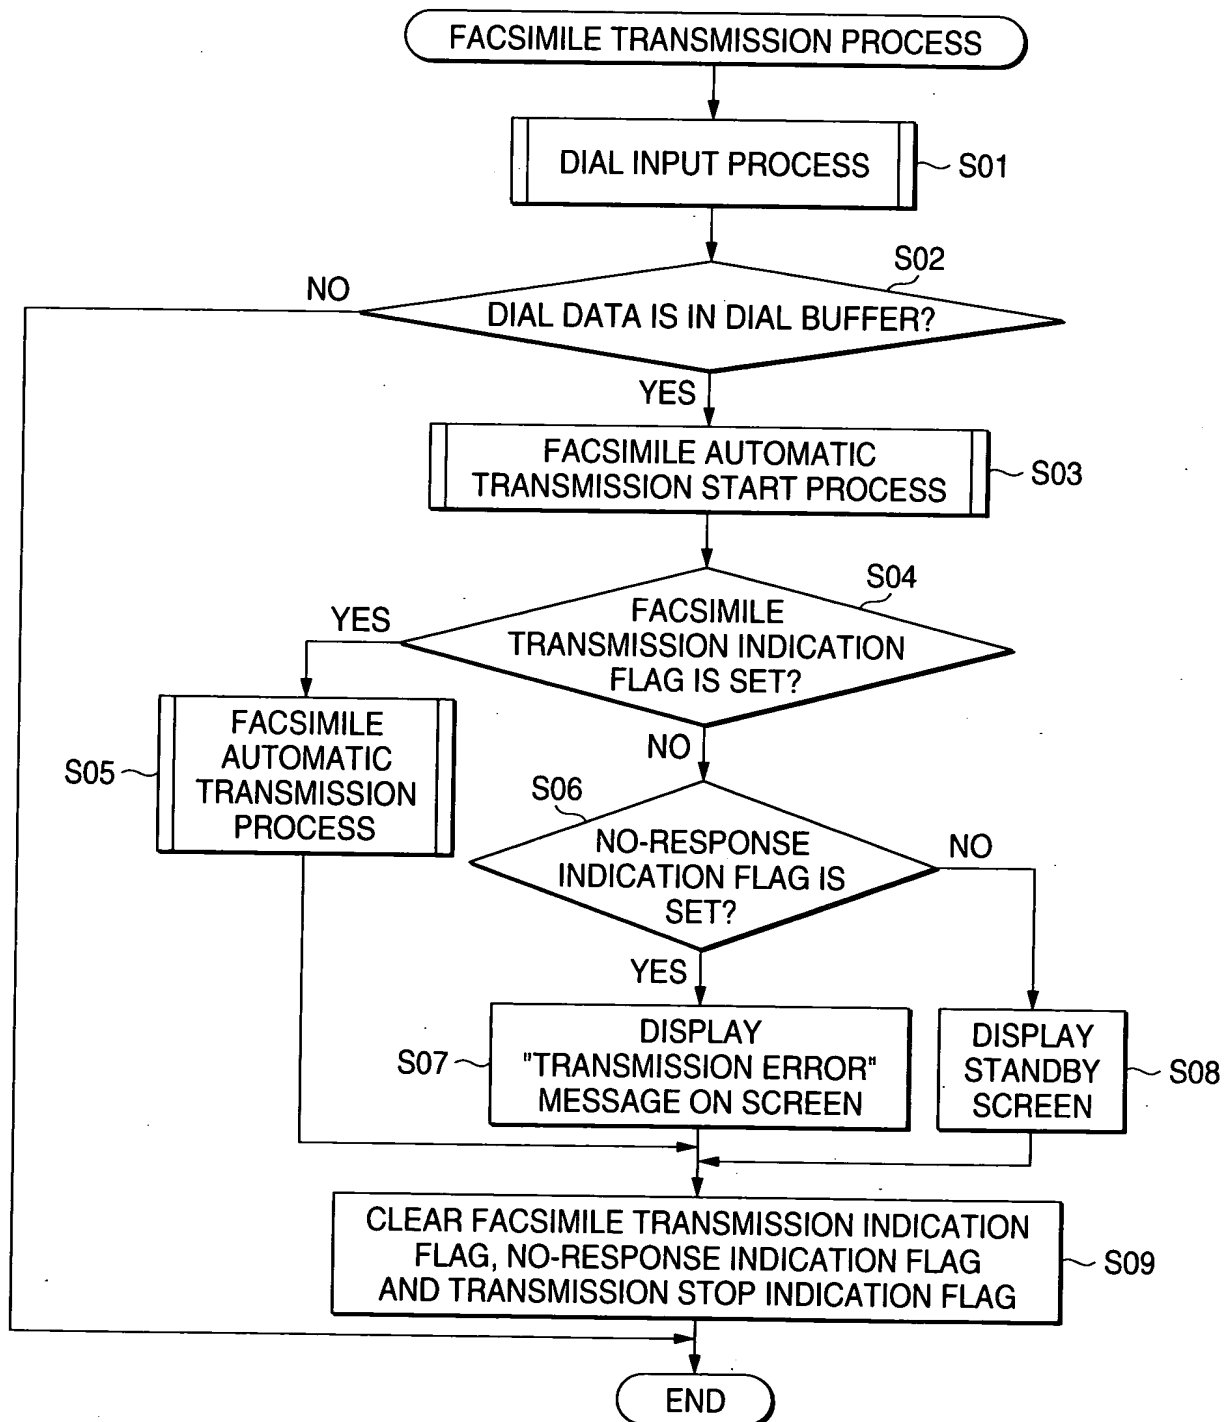 FACSIMILE TRANSMISSION PROCESS
DIAL INPUT PROCESS
S01
S02
NO
DIAL DATA IS IN DIAL BUFFER?
YES
FACSIMILE AUTOMATIC
TRANSMISSION START PROCESS
S03
S04
YES
FACSIMILE
TRANSMISSION INDICATION
FLAG IS SET?
NO
S05
FACSIMILE
AUTOMATIC
TRANSMISSION
PROCESS
S06
NO-RESPONSE
INDICATION FLAG IS
SET?
NO
YES
S07
DISPLAY
"TRANSMISSION ERROR"
MESSAGE ON SCREEN
DISPLAY
STANDBY
SCREEN
S08
CLEAR FACSIMILE TRANSMISSION INDICATION
FLAG, NO-RESPONSE INDICATION FLAG
AND TRANSMISSION STOP INDICATION FLAG
S09
END